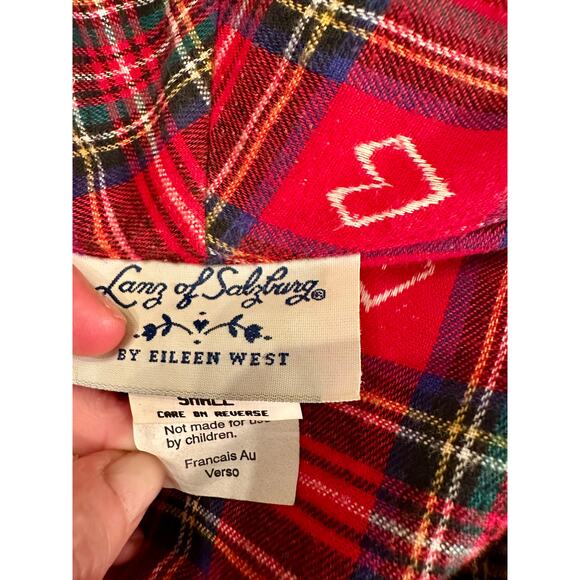 Lanz of Salzburg®
BY EILEEN WEST
SMALL
CARE ON REVERSE
Not made for use
by children.
Francais Au
Verso